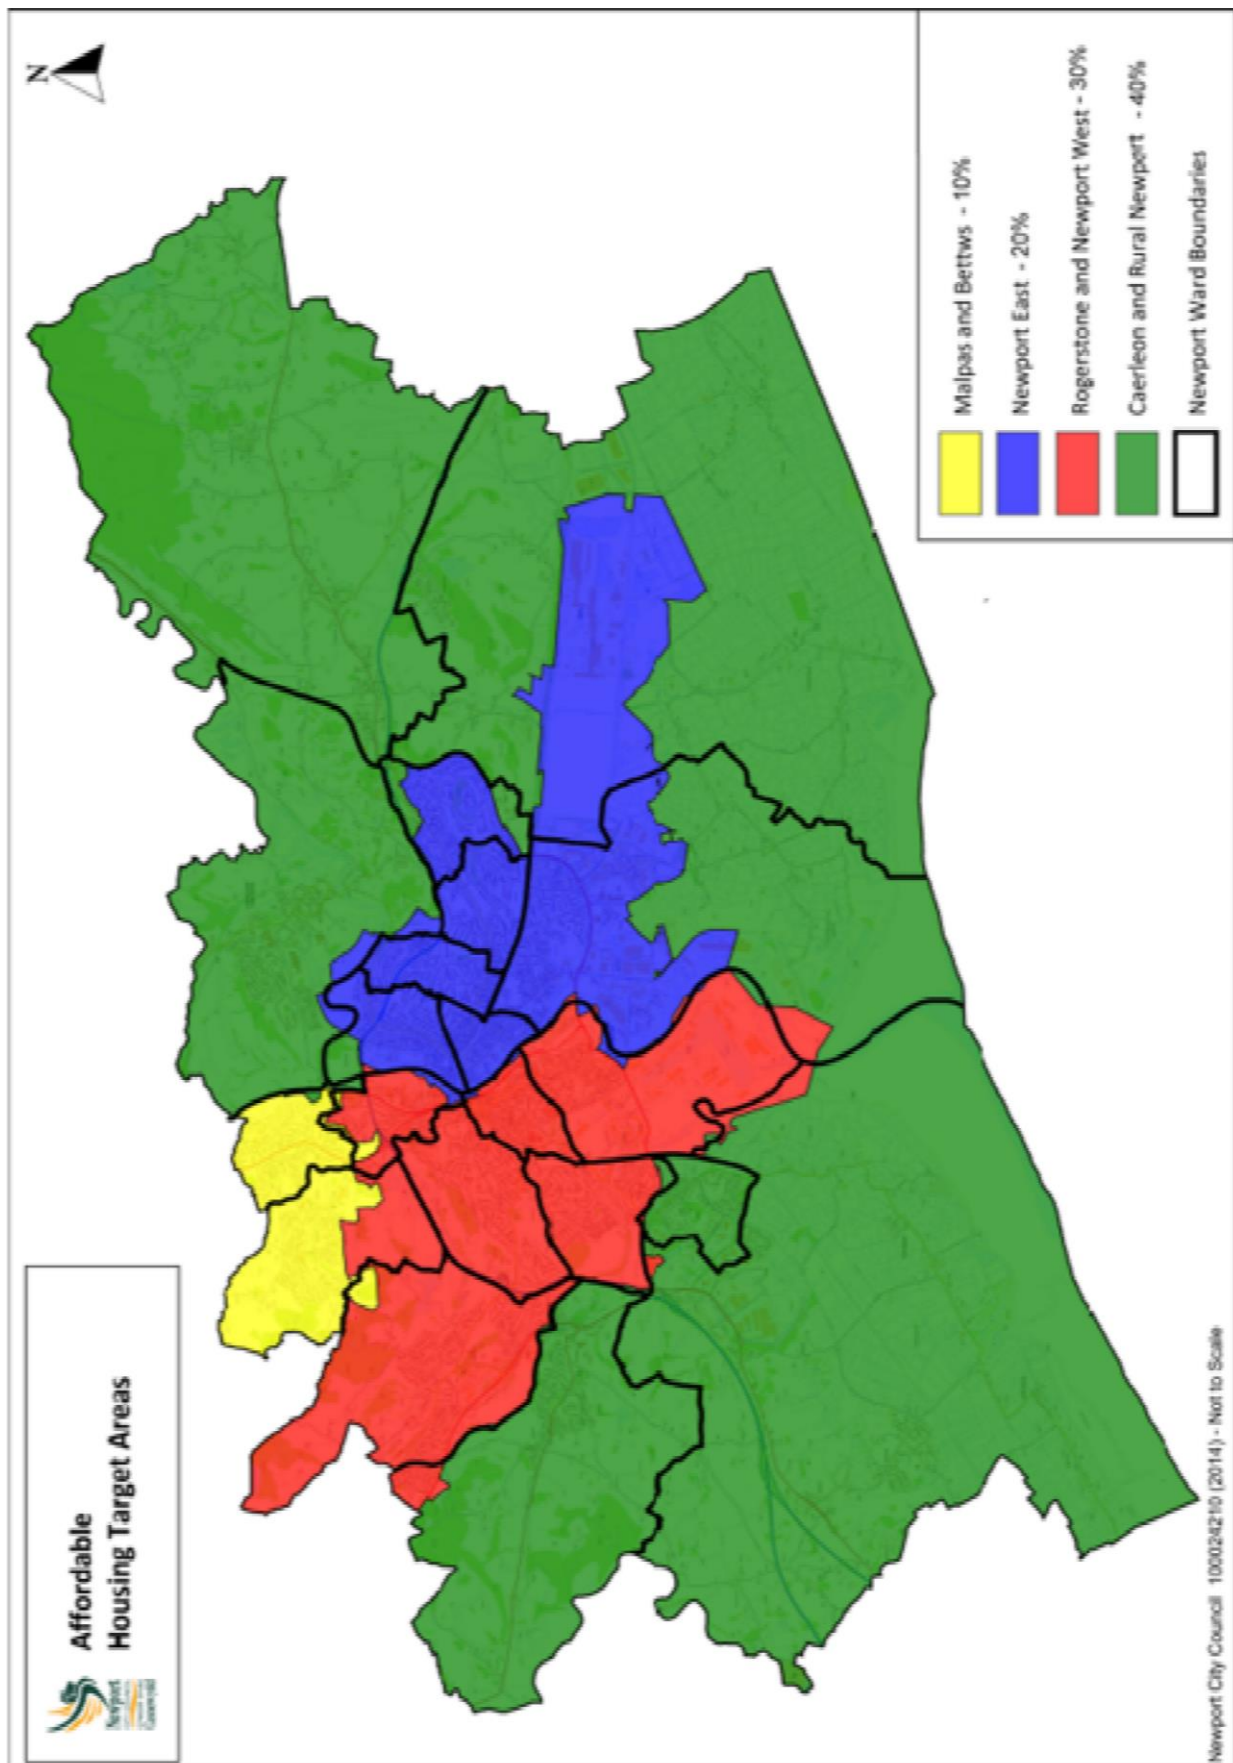 Affordable
Housing Target Areas
Newport
N
Malpas and Bettws - 10%
Newport East - 20%
Rogerstone and Newport West - 30%
Caerleon and Rural Newport - 40%
Newport Ward Boundaries
Newport City Council 100024210 (2014) - Not to Scale